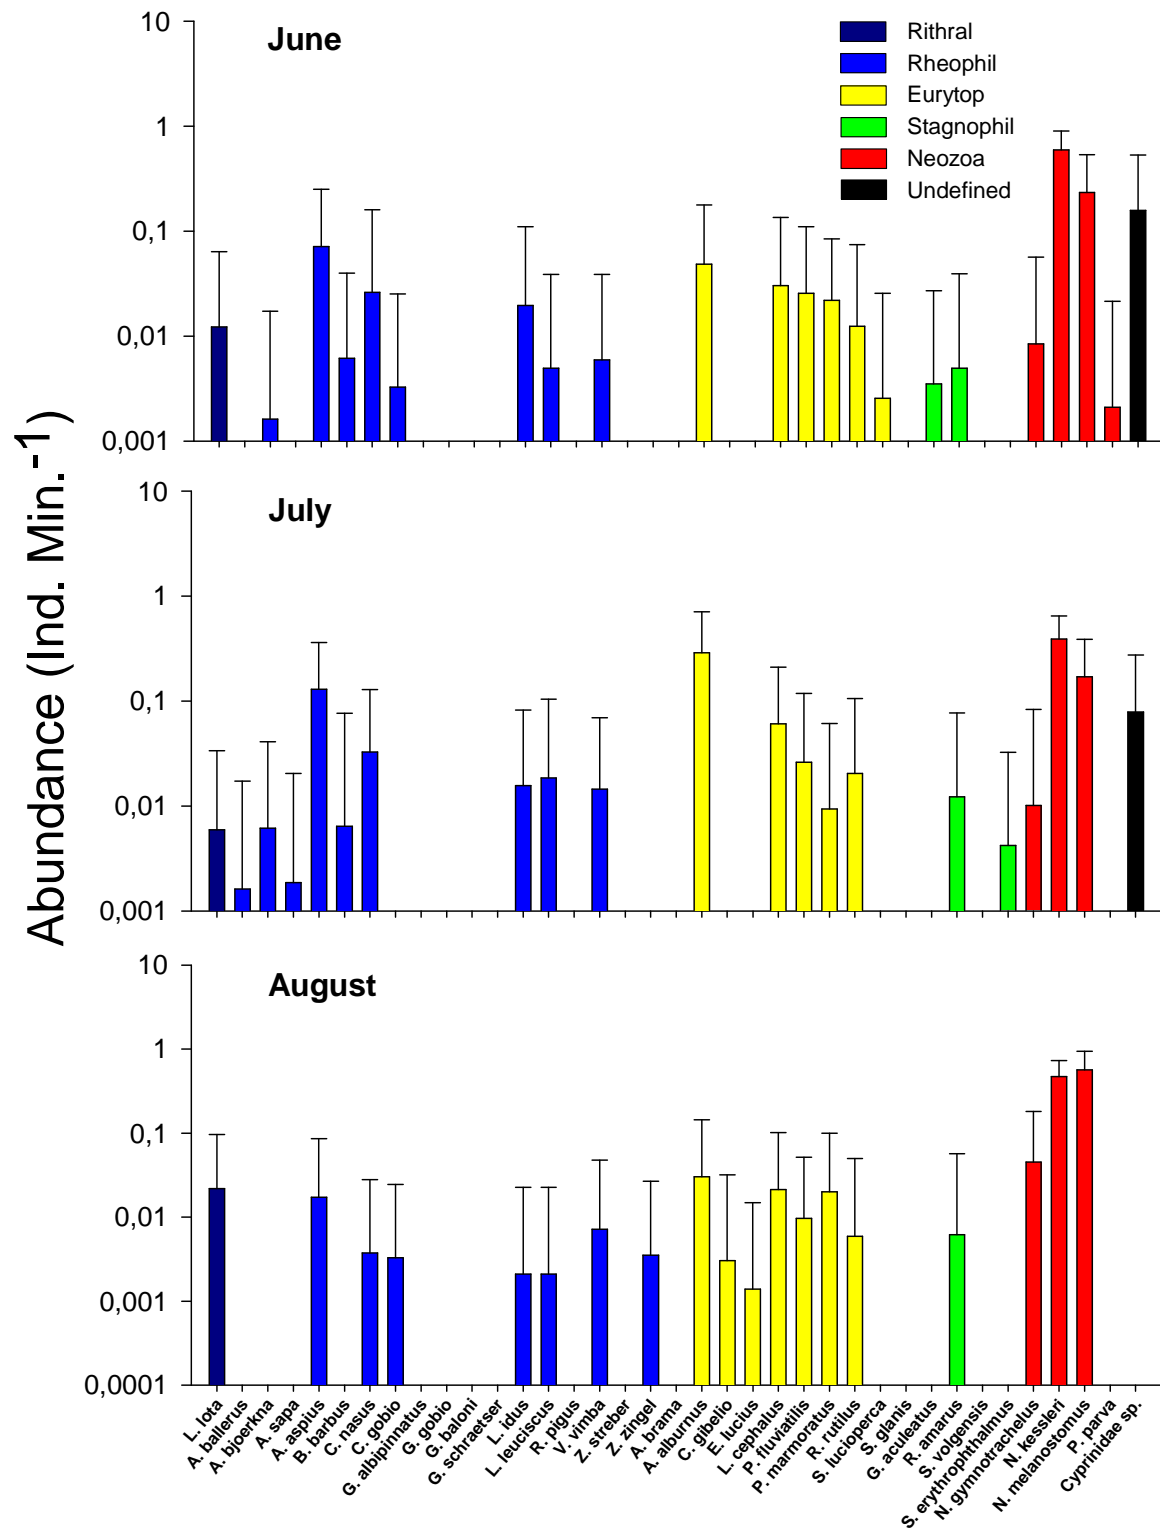 June
10
1
0,1
0,01
0,001
Rithral
Rheophil
Eurytop
Stagnophil
Neozoa
Undefined
Abundance (Ind. Min.-1)
July
10
1
0,1
0,01
0,001
August
10
1
0,1
0,01
0,001
0,0001
L. lota
A. ballerus
A. bjoerkna
A. sapa
A. aspius
B. barbus
C. nasus
C. gobio
G. albipinnatus
G. gobio
G. baloni
G. schraetser
L. idus
L. leuciscus
R. pigus
V. vimba
Z. streber
Z. zingel
A. brama
A. alburnus
C. gibelio
E. lucius
L. cephalus
P. fluviatilis
P. marmoratus
R. rutilus
S. lucioperca
S. glanis
G. aculeatus
R. amarus
S. volgensis
S. erythrophthalmus
N. gymnotrachelus
N. kessleri
N. melanostomus
P. parva
Cyprinidae sp.